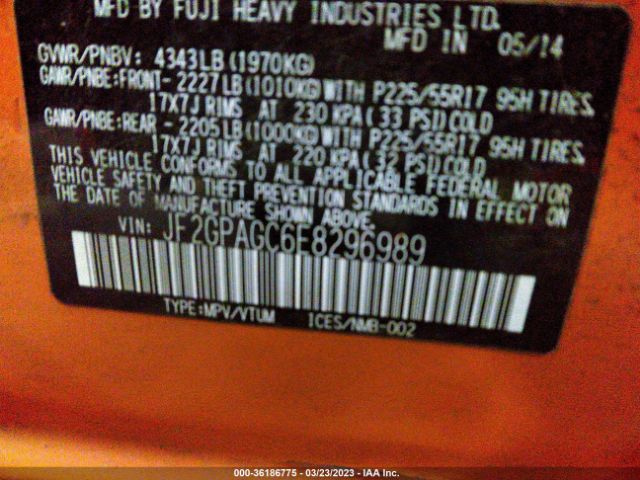 MFD BY FUJI HEAVY INDUSTRIES LTD.
MFD IN 05/14
GVWR/PNBV: 4343LB(1970KG)
GAWR/PNBE:FRONT-2227LB(1010KG)WITH P225/55R17 95H TIRES,
17X7J RIMS AT 230 KPA(33 PSI)COLD
GAWR/PNBE:REAR -2205LB(1000KG)WITH P225/55R17 95H TIRES,
17X7J RIMS AT 220 KPA(32 PSI)COLD
THIS VEHICLE CONFORMS TO ALL APPLICABLE FEDERAL MOTOR
VEHICLE SAFETY AND THEFT PREVENTION STANDARDS IN EFFECT ON
THE DATE OF MANUFACTURE SHOWN ABOVE.
VIN: JF2GPAGC6E8296989
TYPE:MPV/VTUM ICES/NMB-002
000-36186775 — 03/23/2023 — IAA Inc.